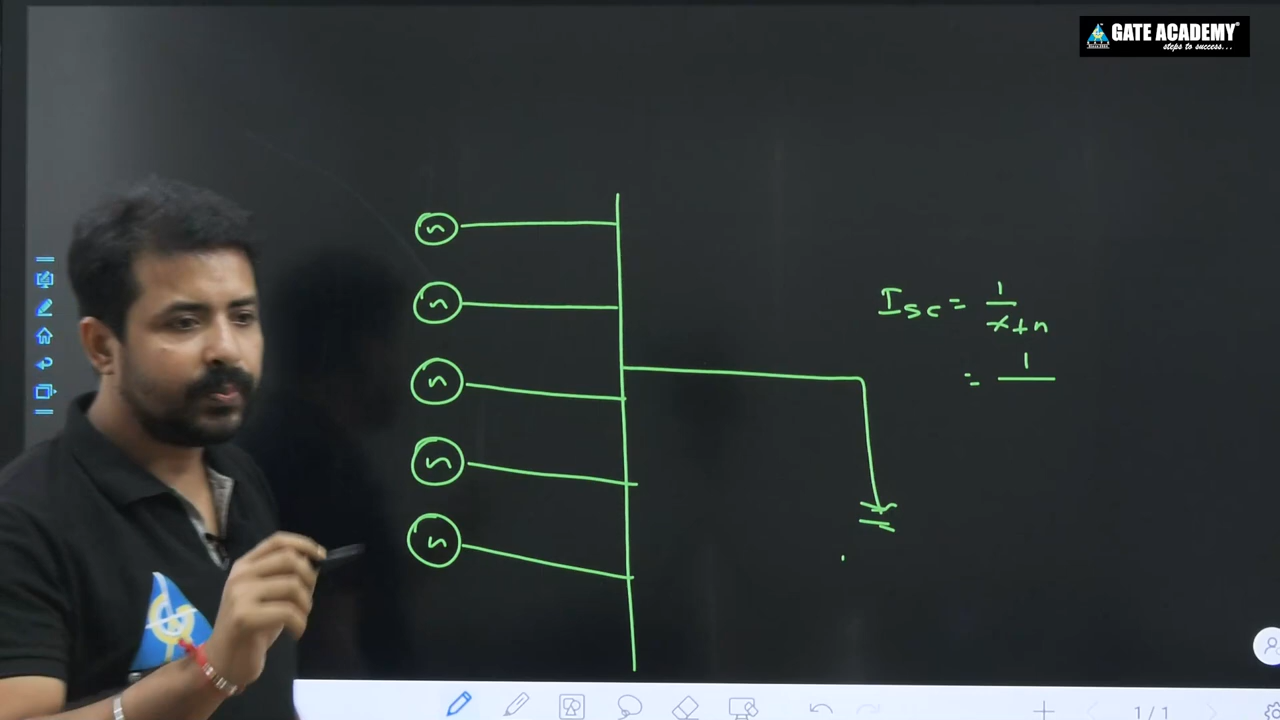 GATE ACADEMY
steps to success...
n
n
n
n
n
Isc = 1/x+n
= 1/
1/1